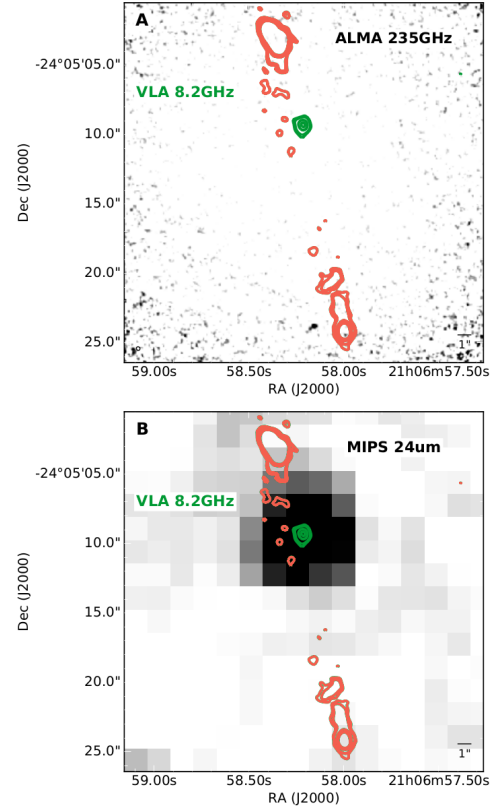 A
ALMA 235GHz
-24°05'05.0"
VLA 8.2GHz
10.0"
15.0"
20.0"
25.0"
Dec (J2000)
1"
59.00s 58.50s 58.00s 21h06m57.50s
RA (J2000)
B
MIPS 24um
-24°05'05.0"
VLA 8.2GHz
10.0"
15.0"
20.0"
25.0"
Dec (J2000)
1"
59.00s 58.50s 58.00s 21h06m57.50s
RA (J2000)